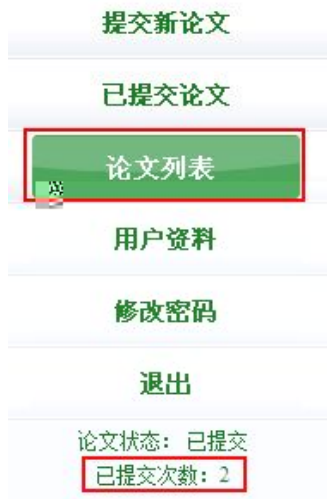 提交新论文
已提交论文
论文列表
用户资料
修改密码
退出
论文状态：已提交
已提交次数：2